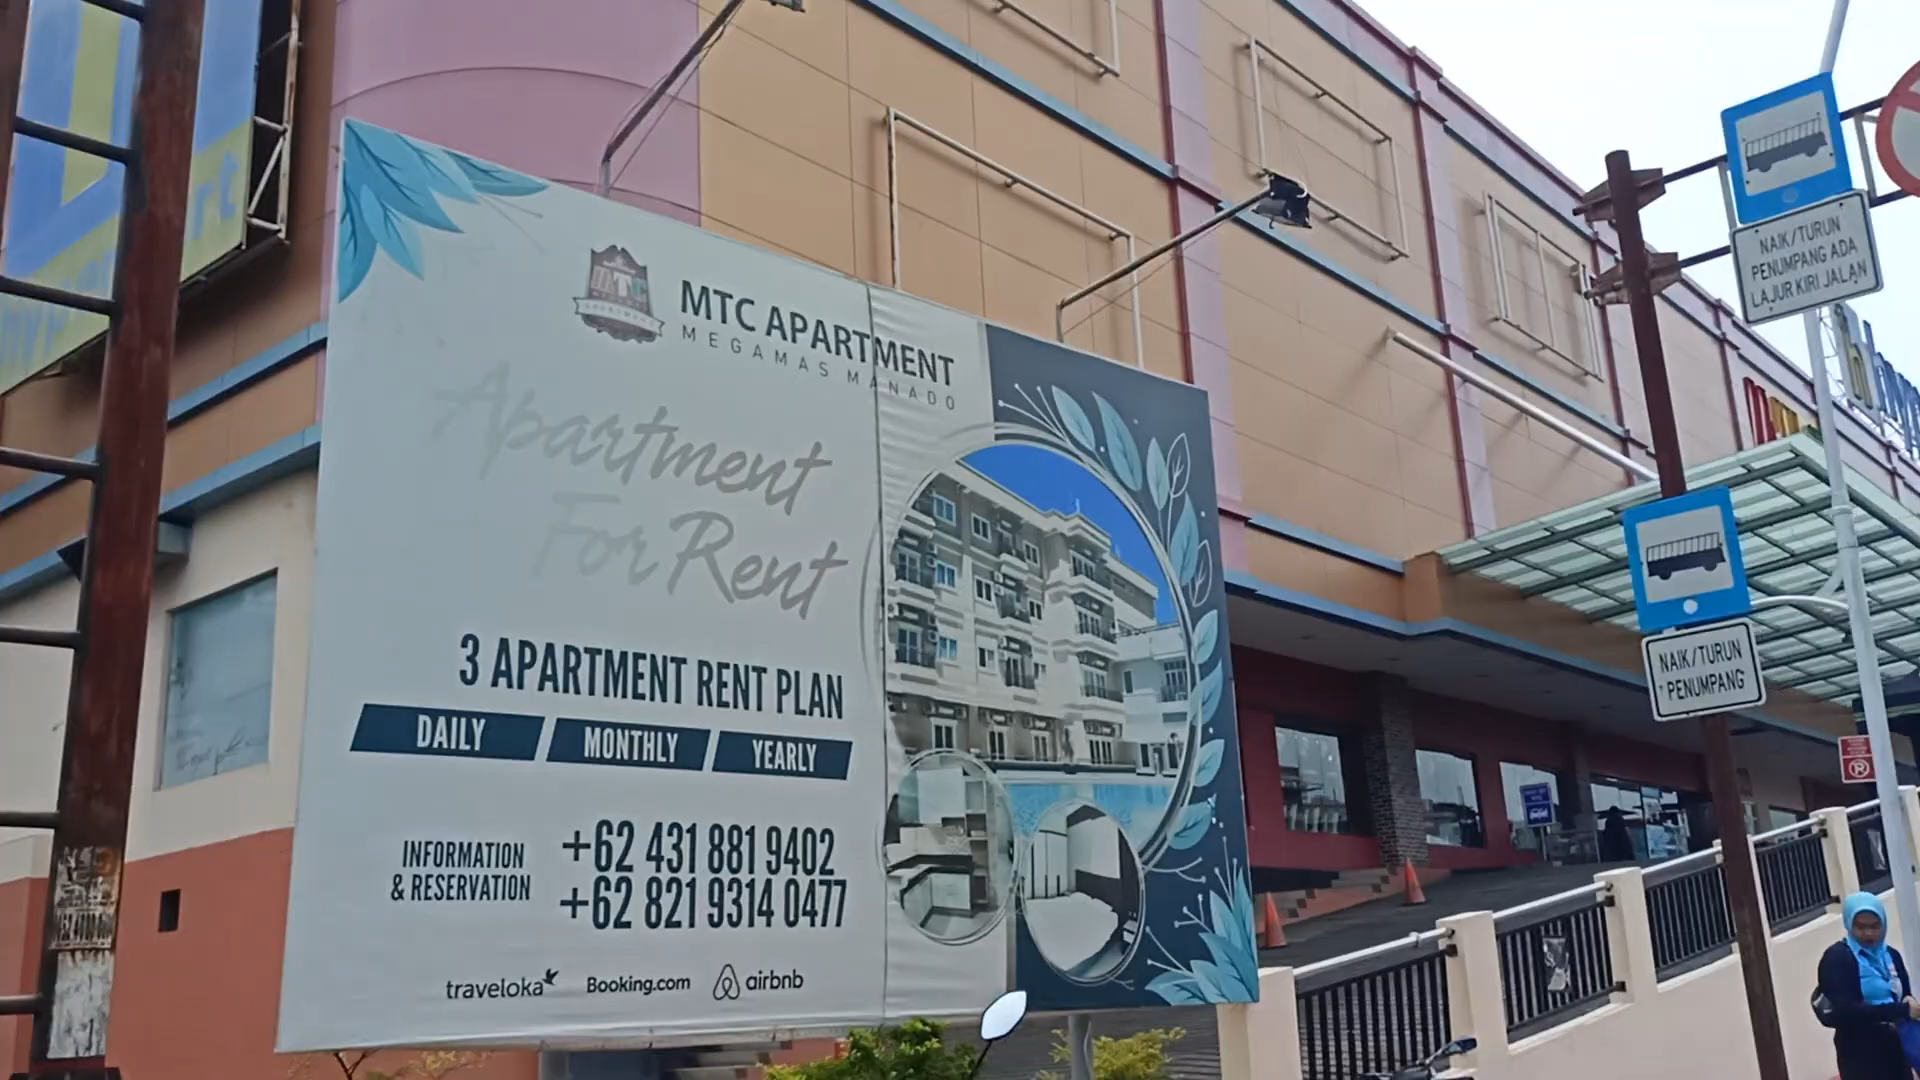 MTC APARTMENT
MEGAMAS MANADO
Apartment
For Rent
3 APARTMENT RENT PLAN
DAILY MONTHLY YEARLY
INFORMATION
& RESERVATION
+62 431 881 9402
+62 821 9314 0477
traveloka Booking.com airbnb
NAIK/TURUN
PENUMPANG ADA
LAJUR KIRI JALAN
NAIK/TURUN
PENUMPANG